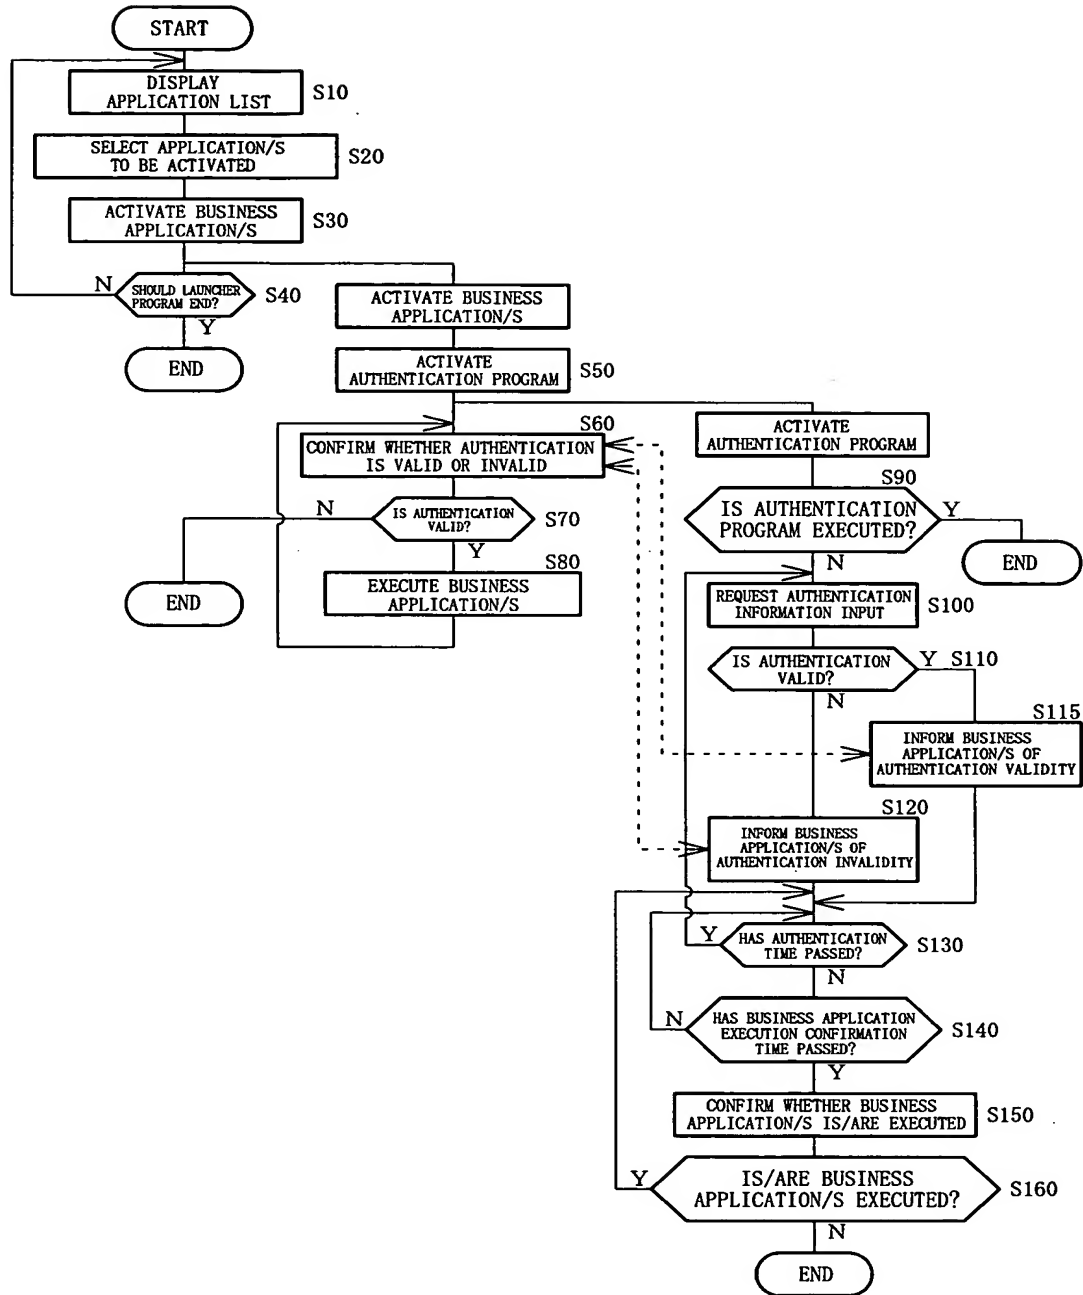 START
DISPLAY
APPLICATION LIST
S10
SELECT APPLICATION/S
TO BE ACTIVATED
S20
ACTIVATE BUSINESS
APPLICATION/S
S30
N
SHOULD LAUNCHER
PROGRAM END?
S40
Y
END
ACTIVATE BUSINESS
APPLICATION/S
ACTIVATE
AUTHENTICATION PROGRAM
S50
S60
CONFIRM WHETHER AUTHENTICATION
IS VALID OR INVALID
N
IS AUTHENTICATION
VALID?
S70
Y
S80
EXECUTE BUSINESS
APPLICATION/S
END
ACTIVATE
AUTHENTICATION PROGRAM
S90
IS AUTHENTICATION
PROGRAM EXECUTED?
Y
END
N
REQUEST AUTHENTICATION
INFORMATION INPUT
S100
IS AUTHENTICATION
VALID?
Y S110
N
S115
INFORM BUSINESS
APPLICATION/S OF
AUTHENTICATION VALIDITY
S120
INFORM BUSINESS
APPLICATION/S OF
AUTHENTICATION INVALIDITY
Y
HAS AUTHENTICATION
TIME PASSED?
S130
N
N
HAS BUSINESS APPLICATION
EXECUTION CONFIRMATION
TIME PASSED?
S140
Y
CONFIRM WHETHER BUSINESS
APPLICATION/S IS/ARE EXECUTED
S150
Y
IS/ARE BUSINESS
APPLICATION/S EXECUTED?
S160
N
END